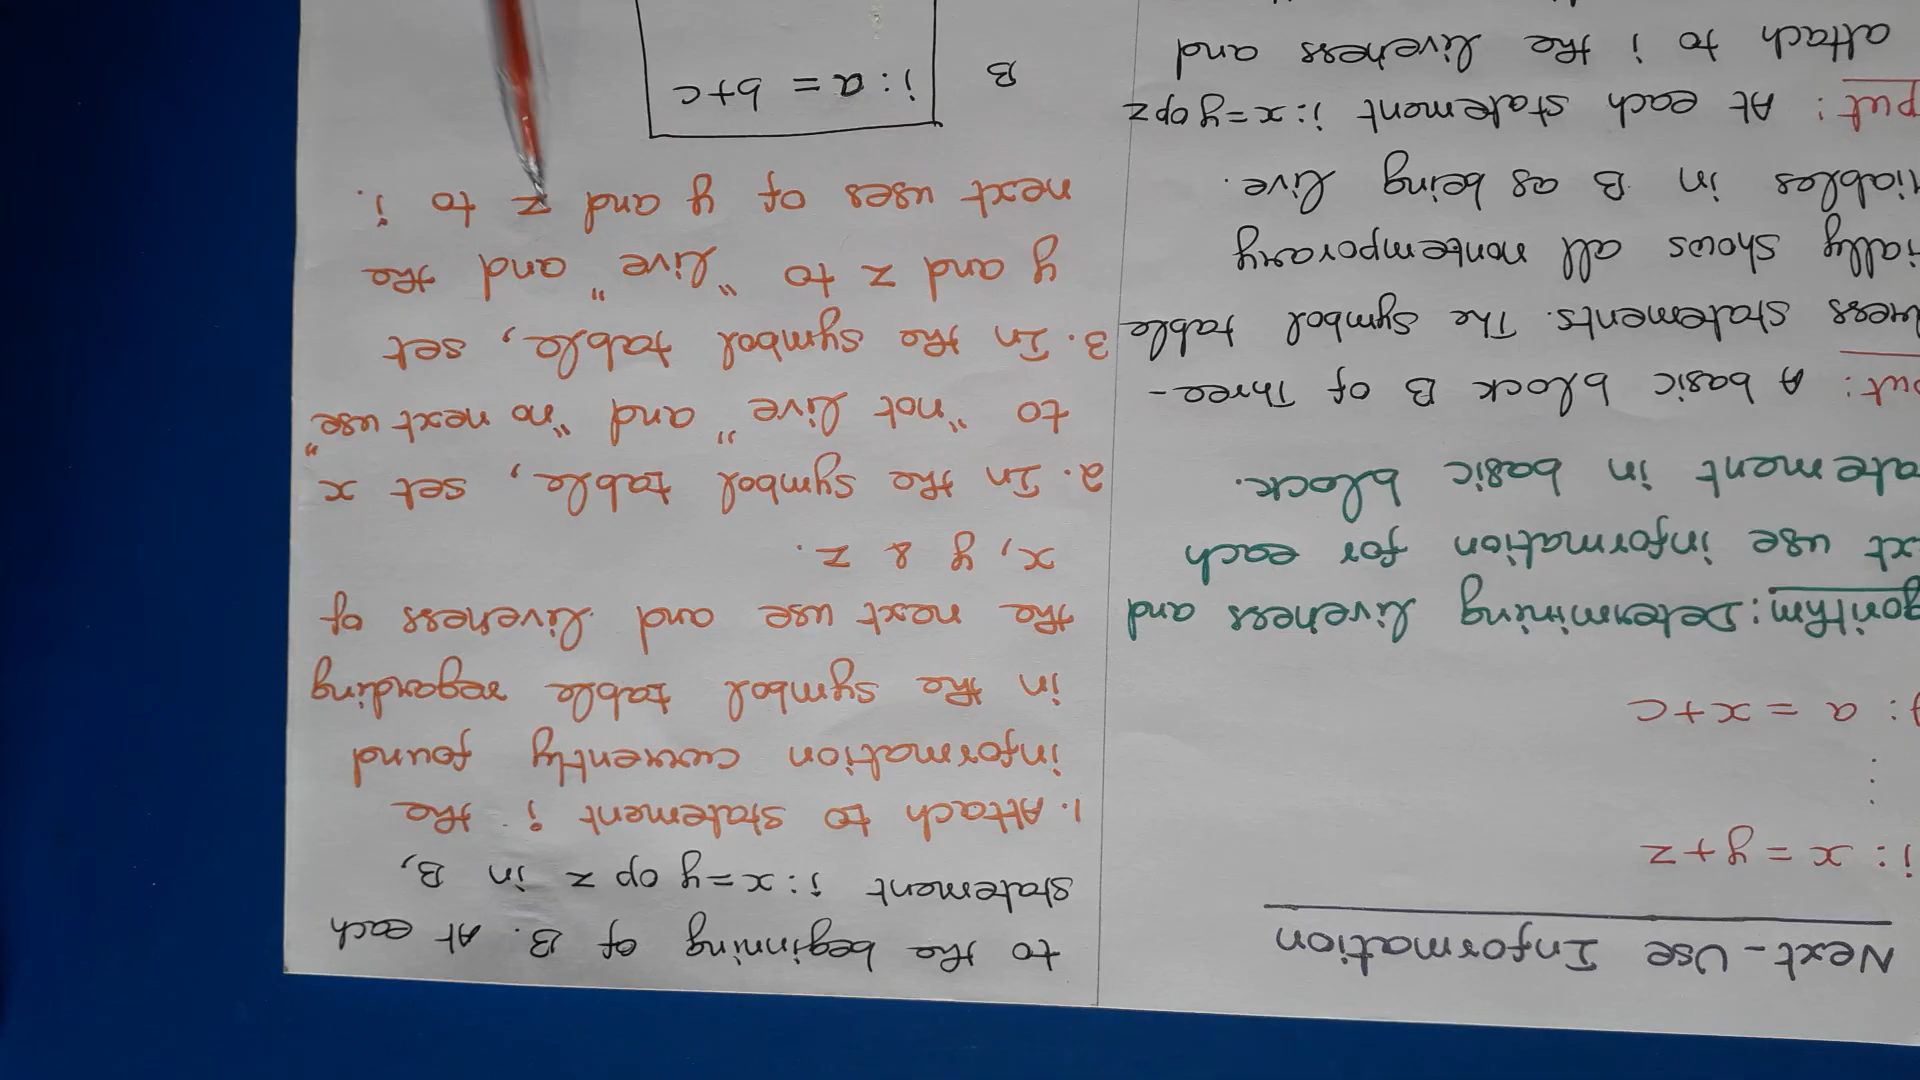 Next-Use Information
i: x = y+z
: a = x+c
gorithm: Determining liveness and
xt use information for each
atement in basic block.
put: A basic block B of Three-
ress statements. The symbol table
ially shows all nontemporary
riables in B as being live.
put: At each statement i: x=yopz
attach to i the liveness and
to the beginning of B. At each
statement i: x=y op z in B,
1. Attach to statement i the
information currently found
in the symbol table regarding
the next use and liveness of
x, y & z.
2. In the symbol table, set x
to "not live" and "no next use"
3. In the symbol table, set
y and z to "live" and the
next uses of y and z to i.
B
i: a = b+c